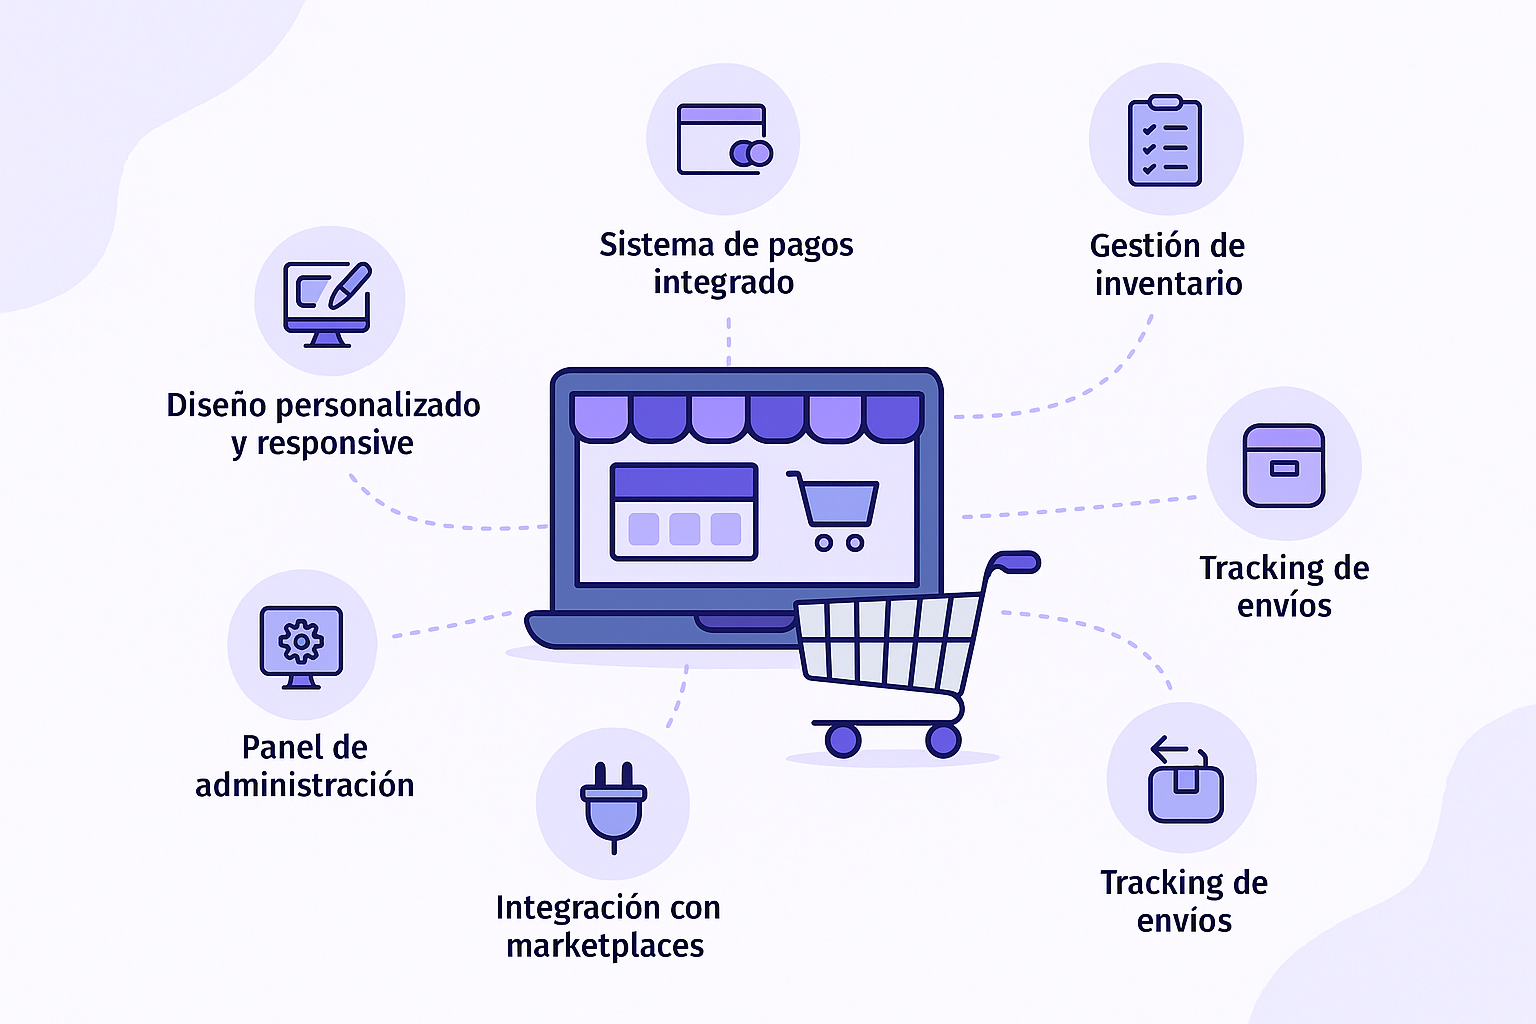 Sistema de pagos
integrado
Gestión de
inventario
Diseño personalizado
y responsive
Tracking de
envíos
Panel de
administración
Integración con
marketplaces
Tracking de
envíos